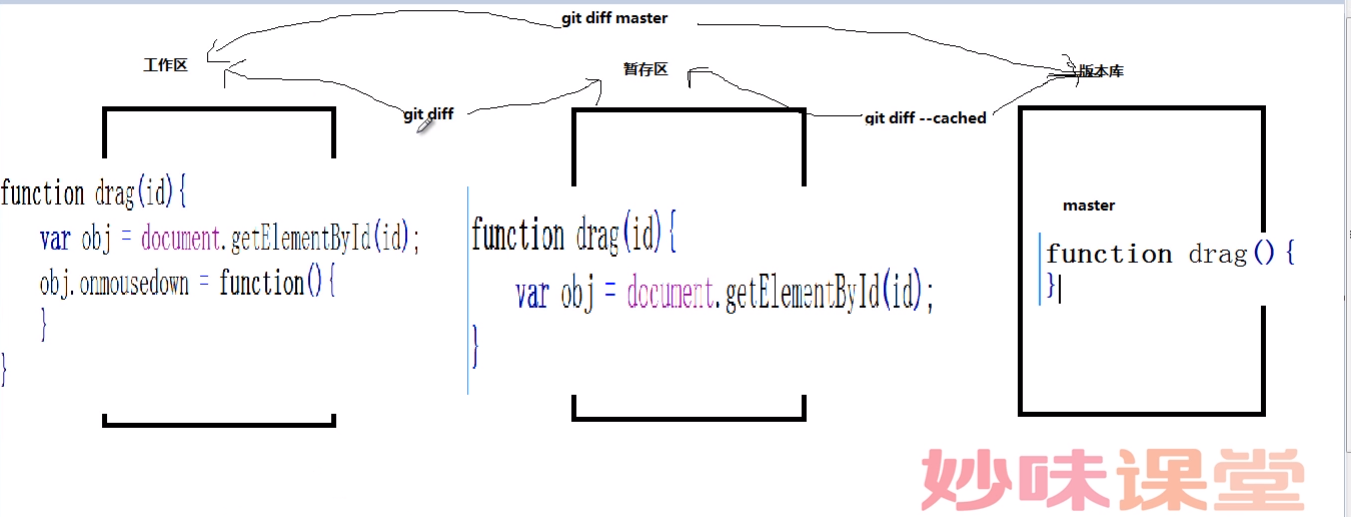 git diff master
工作区
暂存区
版本库
git diff
git diff --cached
function drag(id){
var obj = document.getElementById(id);
obj.onmousedown = function(){
}
}
function drag(id){
var obj = document.getElementById(id);
}
master
function drag(){
}
妙味课堂